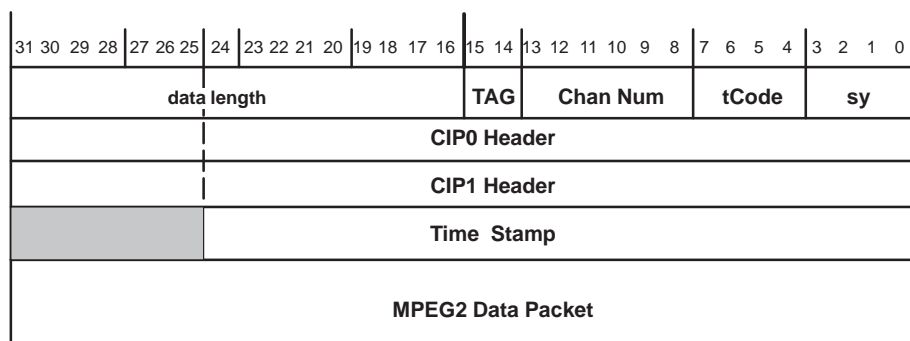 31 30 29 28 27 26 25 24 23 22 21 20 19 18 17 16 15 14 13 12 11 10 9 8 7 6 5 4 3 2 1 0
data length TAG Chan Num tCode sy
CIP0 Header
CIP1 Header
Time Stamp
MPEG2 Data Packet